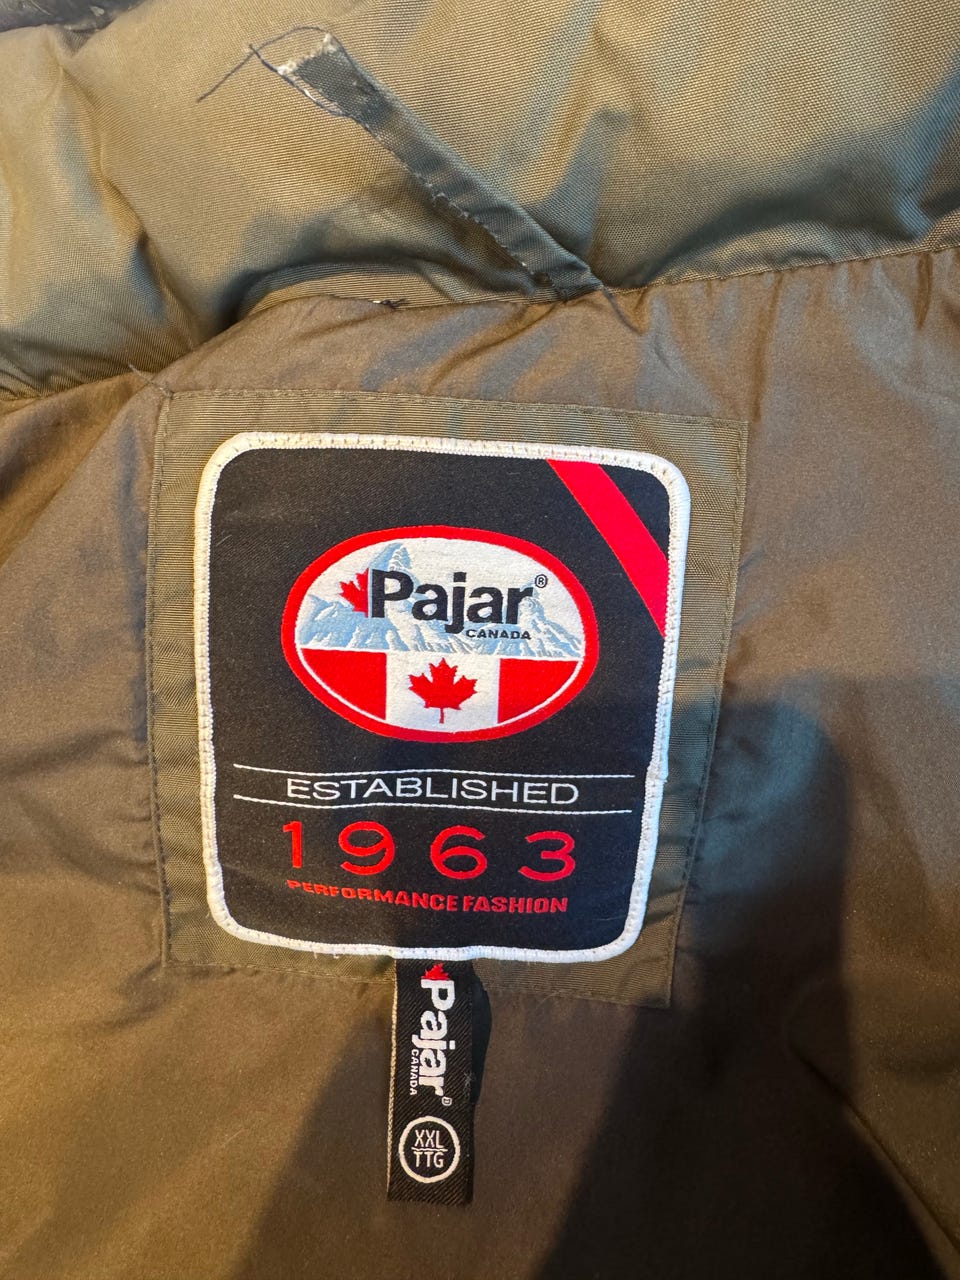 Pajar®
CANADA
ESTABLISHED
1963
PERFORMANCE FASHION
Pajar®
CANADA
XXL
TTG